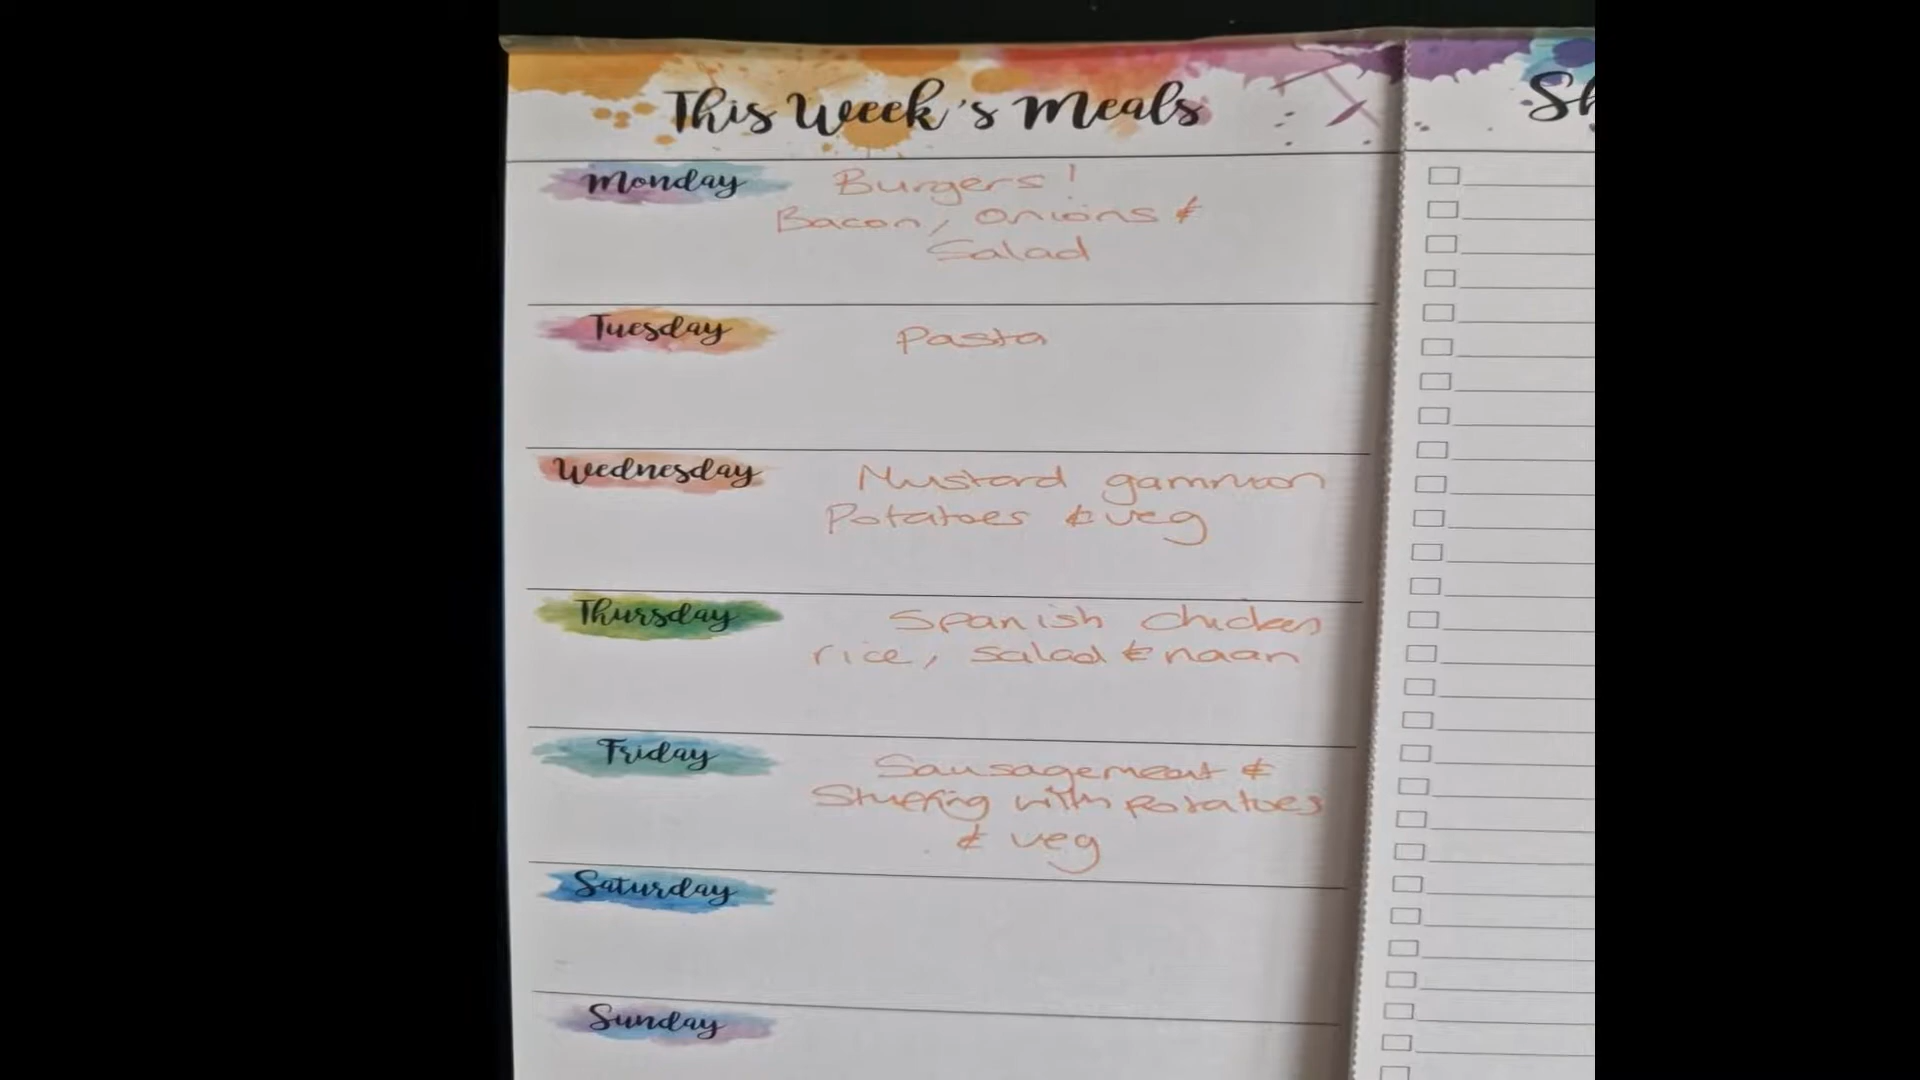 This Week's Meals
Monday
Burgers!
Bacon, onions &
Salad
Tuesday
Pasta
Wednesday
Mustard gammon
Potatoes & veg
Thursday
Spanish chicken
rice, salad & naan
Friday
Sausagemeat &
Stuffing with potatoes
& veg
Saturday
Sunday
Sh